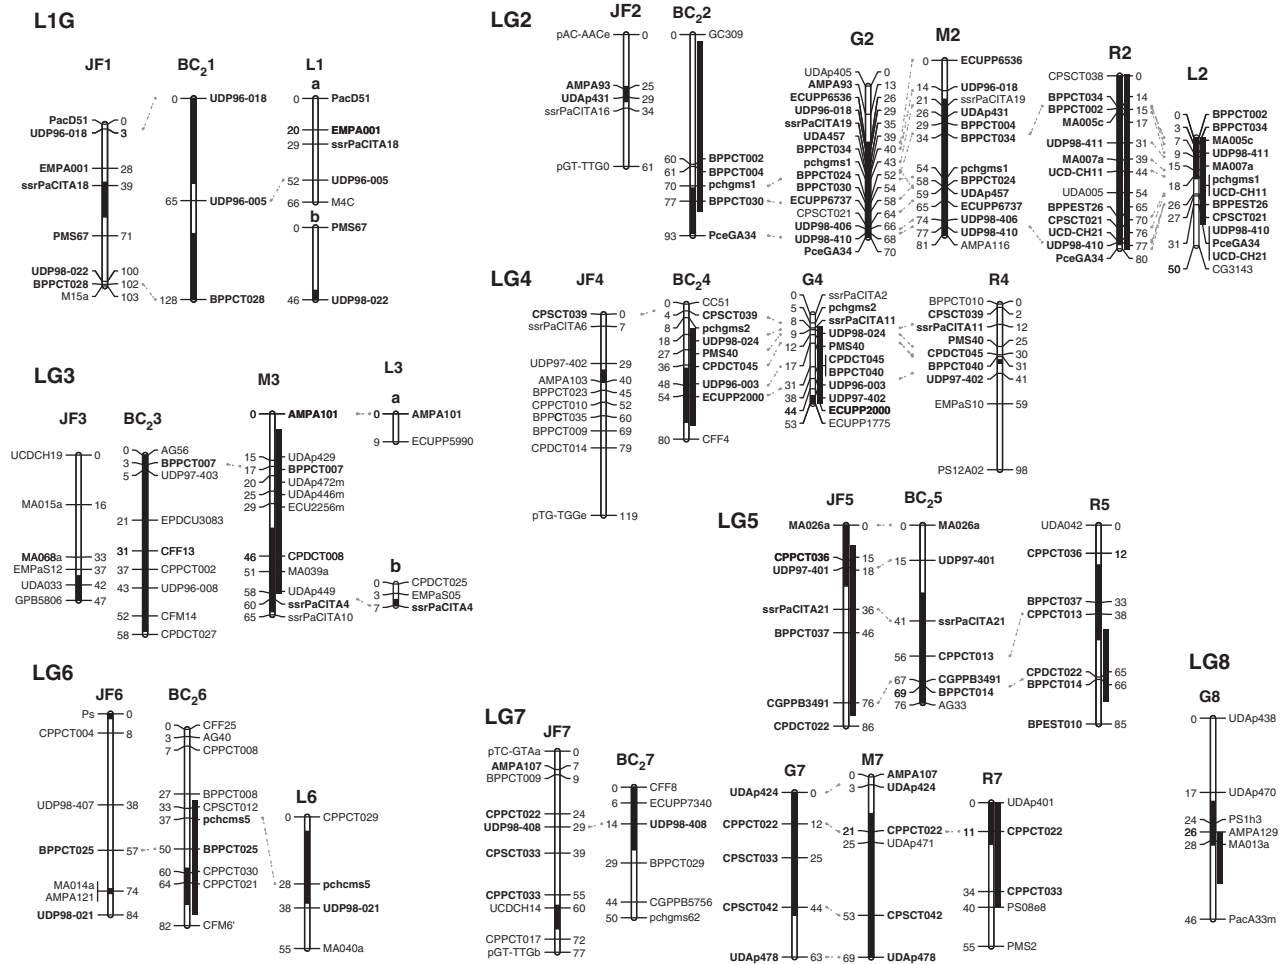 L1G
JF1
PacD51 0
UDP96-018 3
EMPA001 28
ssrPaCITA18 39
PMS67 71
UDP98-022 100
BPPCT028 102
M15a 103
BC21
0 UDP96-018
65 UDP96-005
128 BPPCT028
L1
a
0 PacD51
20 EMPA001
29 ssrPaCITA18
52 UDP96-005
66 M4C
b
0 PMS67
46 UDP98-022
LG2
JF2
pAC-AACe 0
AMPA93 25
UDAp431 29
ssrPaCITA16 34
pGT-TTG0 61
BC22
0 GC309
60 BPPCT002
61 BPPCT004
70 pchgms1
77 BPPCT030
93 PceGA34
G2
UDAp405 0
AMPA93 13
ECUPP6536 26
UDP96-018 29
ssrPaCITA19 35
UDA457 39
BPPCT034 40
pchgms1 43
BPPCT024 52
BPPCT030 54
ECUPP6737 58
CPSCT021 64
UDP98-406 66
UDP98-410 68
PceGA34 70
M2
0 ECUPP6536
14 UDP96-018
21 ssrPaCITA19
26 UDAp431
29 BPPCT004
34 BPPCT034
54 pchgms1
58 BPPCT024
59 UDAp457
65 ECUPP6737
74 UDP98-406
77 UDP98-410
81 AMPA116
R2
CPSCT038 0
BPPCT034 14
BPPCT002 15
MA005c 17
UDP98-411 31
MA007a 39
UCD-CH11 44
UDA005 54
BPPEST26 65
CPSCT021 70
UCD-CH21 76
UDP98-410 77
PceGA34 80
L2
0 BPPCT002
3 BPPCT034
7 MA005c
9 UDP98-411
15 MA007a
18 pchgms1
UCD-CH11
26 BPPEST26
27 CPSCT021
UDP98-410
31 PceGA34
UCD-CH21
50 CG3143
LG3
JF3
UCDCH19 0
MA015a 16
MA068a 33
EMPaS12 37
UDA033 42
GPB5806 47
BC23
0 AG56
3 BPPCT007
5 UDP97-403
21 EPDCU3083
31 CFF13
37 CPPCT002
43 UDP96-008
52 CFM14
58 CPDCT027
M3
0 AMPA101
15 UDAp429
17 BPPCT007
20 UDAp472m
25 UDAp446m
29 ECU2256m
46 CPDCT008
51 MA039a
58 UDAp449
60 ssrPaCITA4
65 ssrPaCITA10
L3
a
0 AMPA101
9 ECUPP5990
b
0 CPDCT025
3 EMPaS05
7 ssrPaCITA4
LG4
JF4
CPSCT039 0
ssrPaCITA6 7
UDP97-402 29
AMPA103 40
BPPCT023 45
CPPCT010 52
BPPCT035 60
BPPCT009 69
CPDCT014 79
pTG-TGGe 119
BC24
0 CC51
4 CPSCT039
8 pchgms2
18 UDP98-024
27 PMS40
36 CPDCT045
48 UDP96-003
54 ECUPP2000
80 CFF4
G4
0 ssrPaCITA2
5 pchgms2
8 ssrPaCITA11
9 UDP98-024
12 PMS40
17 CPDCT045
BPPCT040
31 UDP96-003
38 UDP97-402
44 ECUPP2000
53 ECUPP1775
R4
BPPCT010 0
CPSCT039 2
ssrPaCITA11 12
PMS40 25
CPDCT045 30
BPPCT040 31
UDP97-402 41
EMPaS10 59
PS12A02 98
LG5
JF5
MA026a 0
CPPCT036 15
UDP97-401 18
ssrPaCITA21 36
BPPCT037 46
CGPPB3491 76
CPDCT022 86
BC25
0 MA026a
15 UDP97-401
41 ssrPaCITA21
56 CPPCT013
67 CGPPB3491
69 BPPCT014
76 AG33
R5
UDA042 0
CPPCT036 12
BPPCT037 33
CPPCT013 38
CPDCT022 65
BPPCT014 66
BPEST010 85
LG6
JF6
Ps 0
CPPCT004 8
UDP98-407 38
BPPCT025 57
MA014a 74
AMPA121
UDP98-021 84
BC26
0 CFF25
3 AG40
7 CPPCT008
27 BPPCT008
33 CPSCT012
37 pchcms5
50 BPPCT025
60 CPPCT030
64 CPPCT021
82 CFM6'
L6
0 CPPCT029
28 pchcms5
38 UDP98-021
55 MA040a
LG7
JF7
pTC-GTAa 0
AMPA107 7
BPPCT009 9
CPPCT022 24
UDP98-408 29
CPSCT033 39
CPPCT033 55
UCDCH14 60
CPPCT017 72
pGT-TTGb 77
BC27
0 CFF8
6 ECUPP7340
14 UDP98-408
29 BPPCT029
44 CGPPB5756
50 pchgms62
G7
UDAp424 0
CPPCT022 12
CPSCT033 25
CPSCT042 44
UDAp478 63
M7
0 AMPA107
3 UDAp424
21 CPPCT022
25 UDAp471
53 CPSCT042
69 UDAp478
R7
0 UDAp401
11 CPPCT022
34 CPPCT033
40 PS08e8
55 PMS2
LG8
G8
0 UDAp438
17 UDAp470
24 PS1h3
26 AMPA129
28 MA013a
46 PacA33m